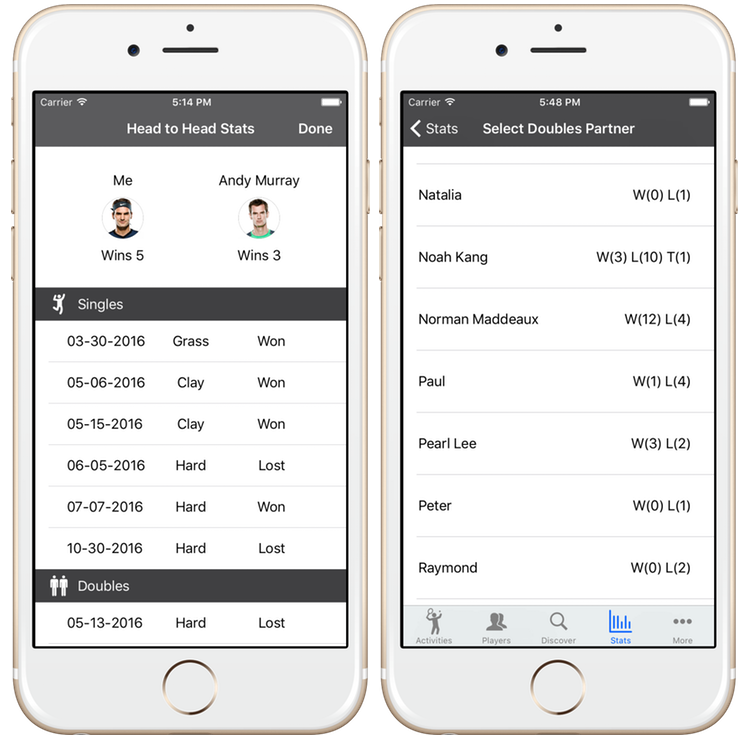 Carrier 5:14 PM
Head to Head Stats Done
Me Andy Murray
Wins 5 Wins 3
Singles
03-30-2016 Grass Won
05-06-2016 Clay Won
05-15-2016 Clay Won
06-05-2016 Hard Lost
07-07-2016 Hard Won
10-30-2016 Hard Lost
Doubles
05-13-2016 Hard Lost
Carrier 5:48 PM
Stats Select Doubles Partner
Natalia W(0) L(1)
Noah Kang W(3) L(10) T(1)
Norman Maddeaux W(12) L(4)
Paul W(1) L(4)
Pearl Lee W(3) L(2)
Peter W(0) L(1)
Raymond W(0) L(2)
Activities Players Discover Stats More